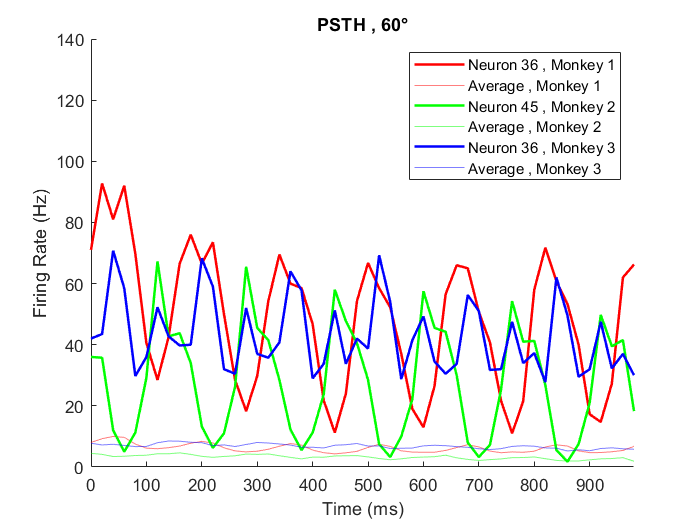 PSTH , 60°
140
120
100
80
60
40
20
0
Firing Rate (Hz)
Neuron 36 , Monkey 1
Average , Monkey 1
Neuron 45 , Monkey 2
Average , Monkey 2
Neuron 36 , Monkey 3
Average , Monkey 3
0 100 200 300 400 500 600 700 800 900
Time (ms)